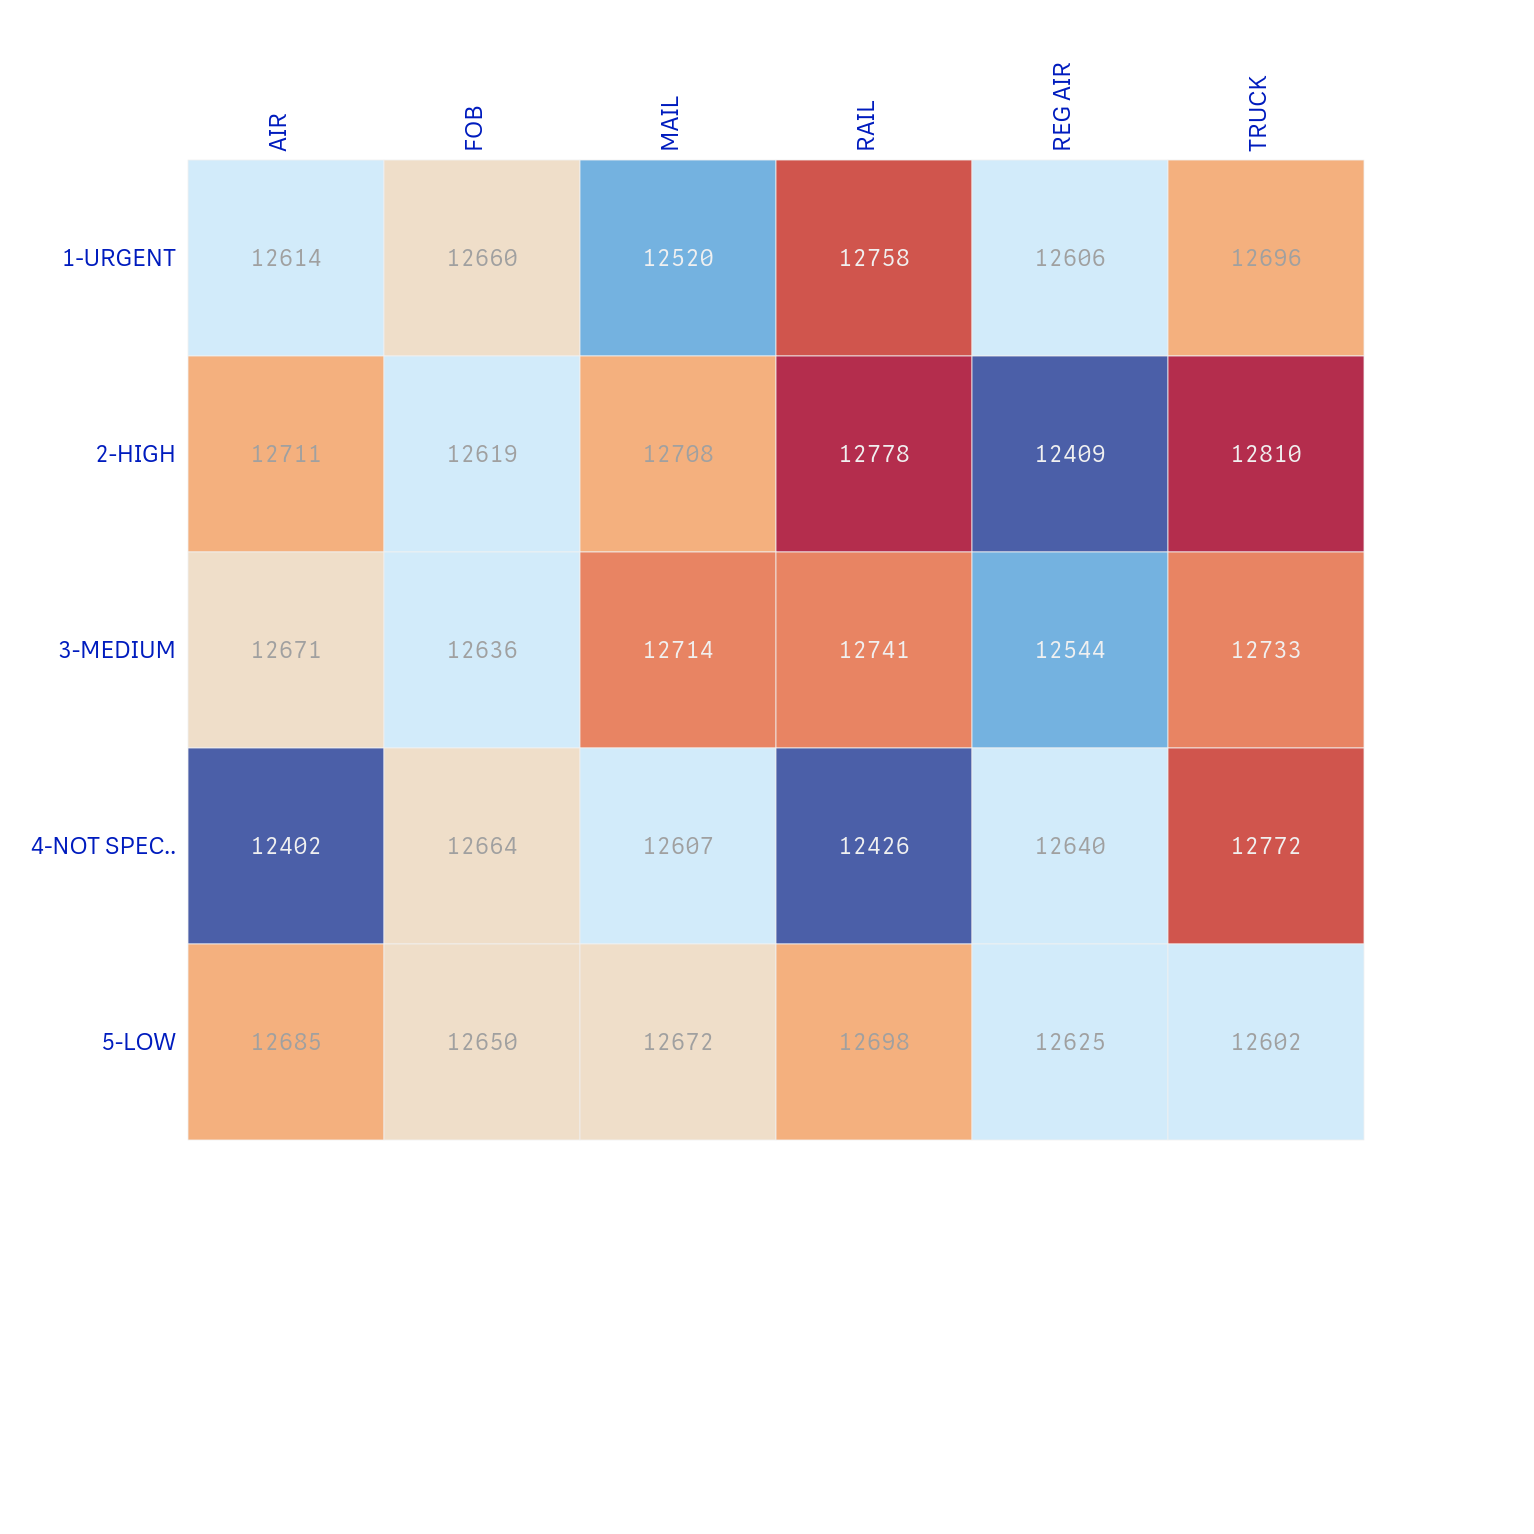 AIR FOB MAIL RAIL REG AIR TRUCK
1-URGENT 12614 12660 12520 12758 12606 12696
2-HIGH 12711 12619 12708 12778 12409 12810
3-MEDIUM 12671 12636 12714 12741 12544 12733
4-NOT SPEC.. 12402 12664 12607 12426 12640 12772
5-LOW 12685 12650 12672 12698 12625 12602